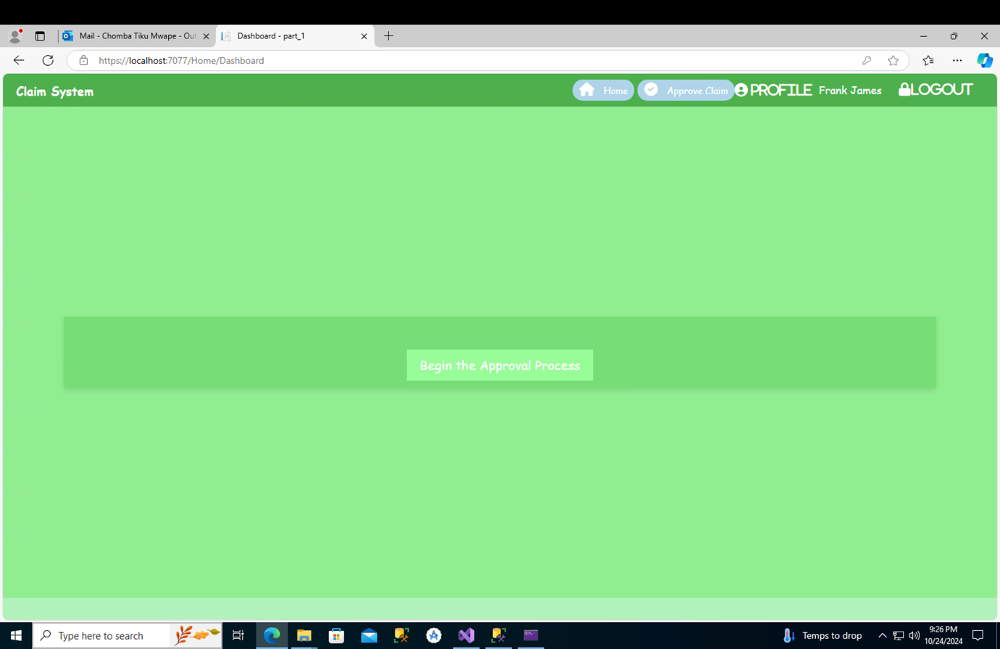 Mail - Chomba Tiku Mwape - Out
Dashboard - part_1
https://localhost:7077/Home/Dashboard
Claim System
Home
Approve Claim
PROFILE
Frank James
LOGOUT
Begin the Approval Process
Type here to search
Temps to drop
9:26 PM
10/24/2024